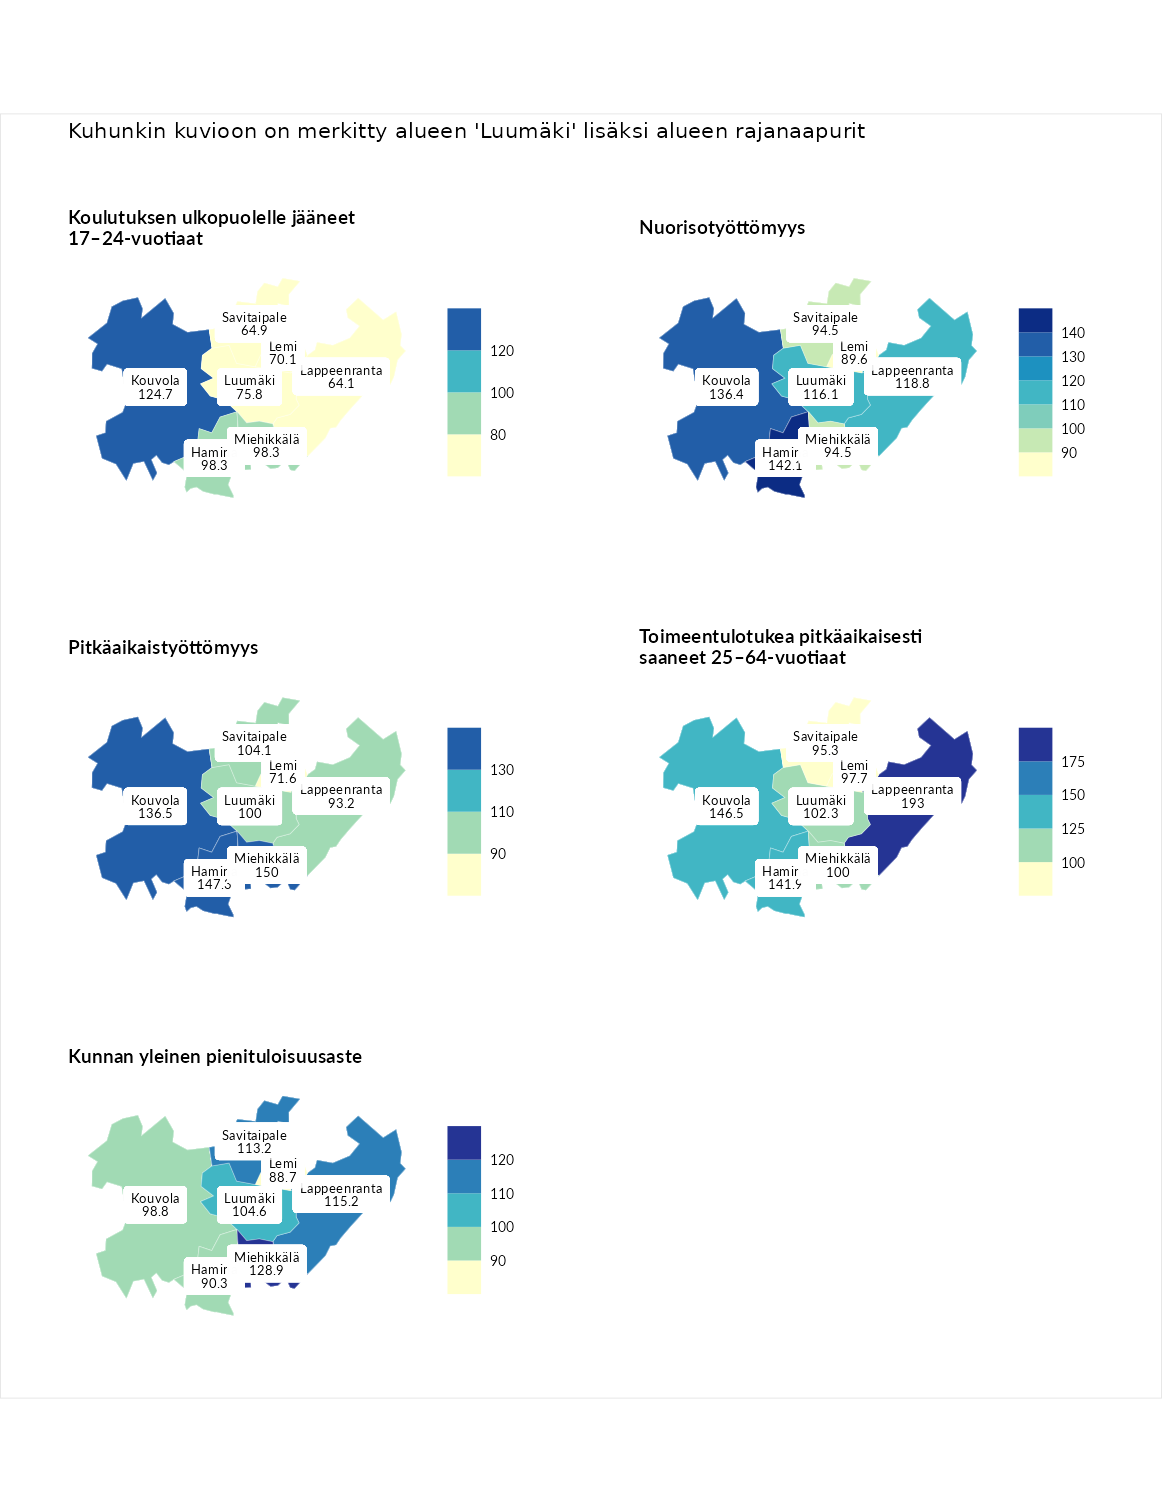 Kuhunkin kuvioon on merkitty alueen 'Luumäki' lisäksi alueen rajanaapurit
Koulutuksen ulkopuolelle jääneet
17–24-vuotiaat
Savitaipale
64.9
Lemi
70.1
Lappeenranta
64.1
Kouvola
124.7
Luumäki
75.8
Miehikkälä
98.3
98.3
120
100
80
Nuorisotyöttömyys
Savitaipale
94.5
Lemi
89.6
Lappeenranta
118.8
Kouvola
136.4
Luumäki
116.1
Miehikkälä
94.5
142.1
140
130
120
110
100
90
Pitkäaikaistyöttömyys
Savitaipale
104.1
Lemi
71.6
Lappeenranta
93.2
Kouvola
136.5
Luumäki
100
Miehikkälä
150
130
110
90
Toimeentulotukea pitkäaikaisesti
saaneet 25–64-vuotiaat
Savitaipale
95.3
Lemi
97.7
Lappeenranta
193
Kouvola
146.5
Luumäki
102.3
Miehikkälä
100
141.9
175
150
125
100
Kunnan yleinen pienituloisuusaste
Savitaipale
113.2
Lemi
88.7
Lappeenranta
115.2
Kouvola
98.8
Luumäki
104.6
Miehikkälä
128.9
90.3
120
110
100
90